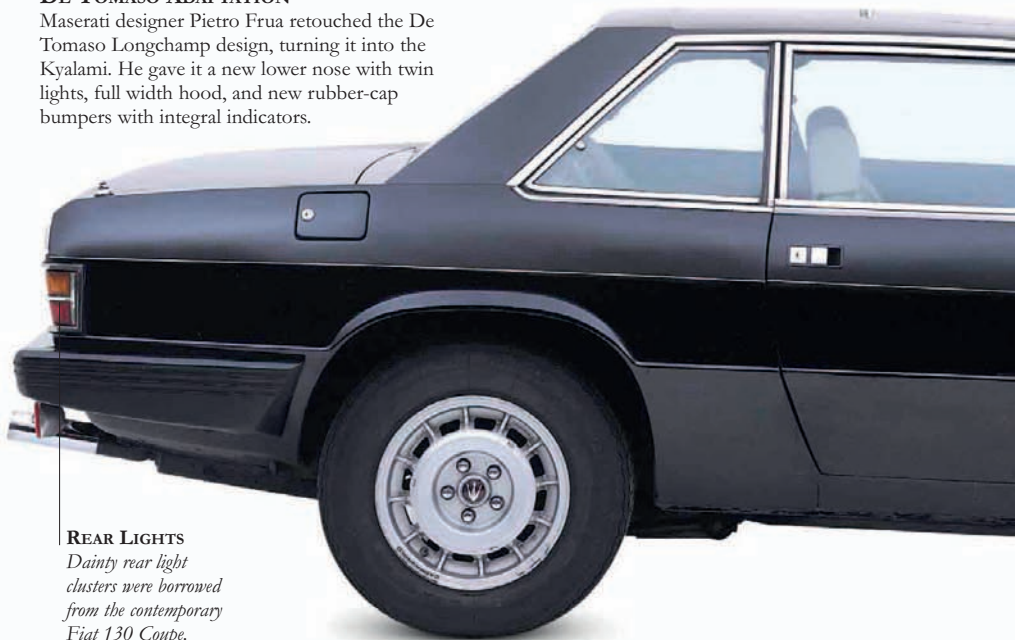 DE TOMASO ADAPTATION
Maserati designer Pietro Frua retouched the De
Tomaso Longchamp design, turning it into the
Kyalami. He gave it a new lower nose with twin
lights, full width hood, and new rubber-cap
bumpers with integral indicators.
REAR LIGHTS
Dainty rear light
clusters were borrowed
from the contemporary
Fiat 130 Coupe.